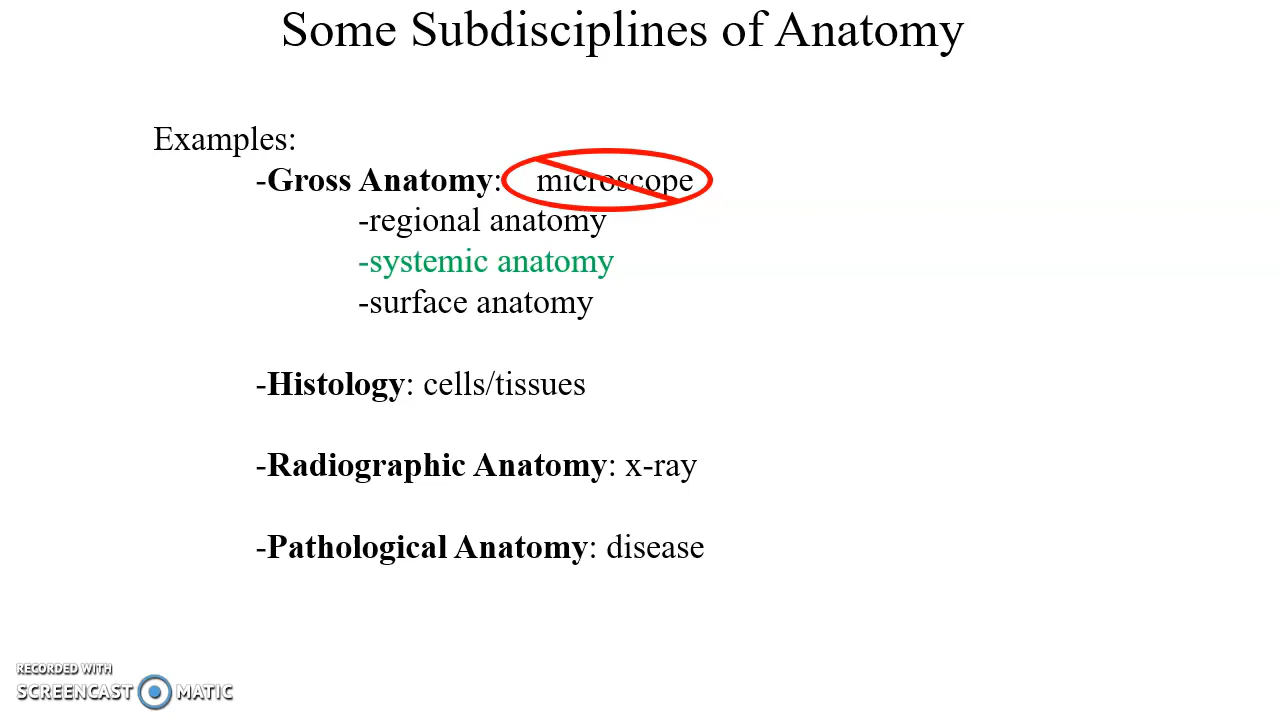 Some Subdisciplines of Anatomy
Examples:
-Gross Anatomy: microscope
-regional anatomy
-systemic anatomy
-surface anatomy
-Histology: cells/tissues
-Radiographic Anatomy: x-ray
-Pathological Anatomy: disease
RECORDED WITH
SCREENCAST MATIC